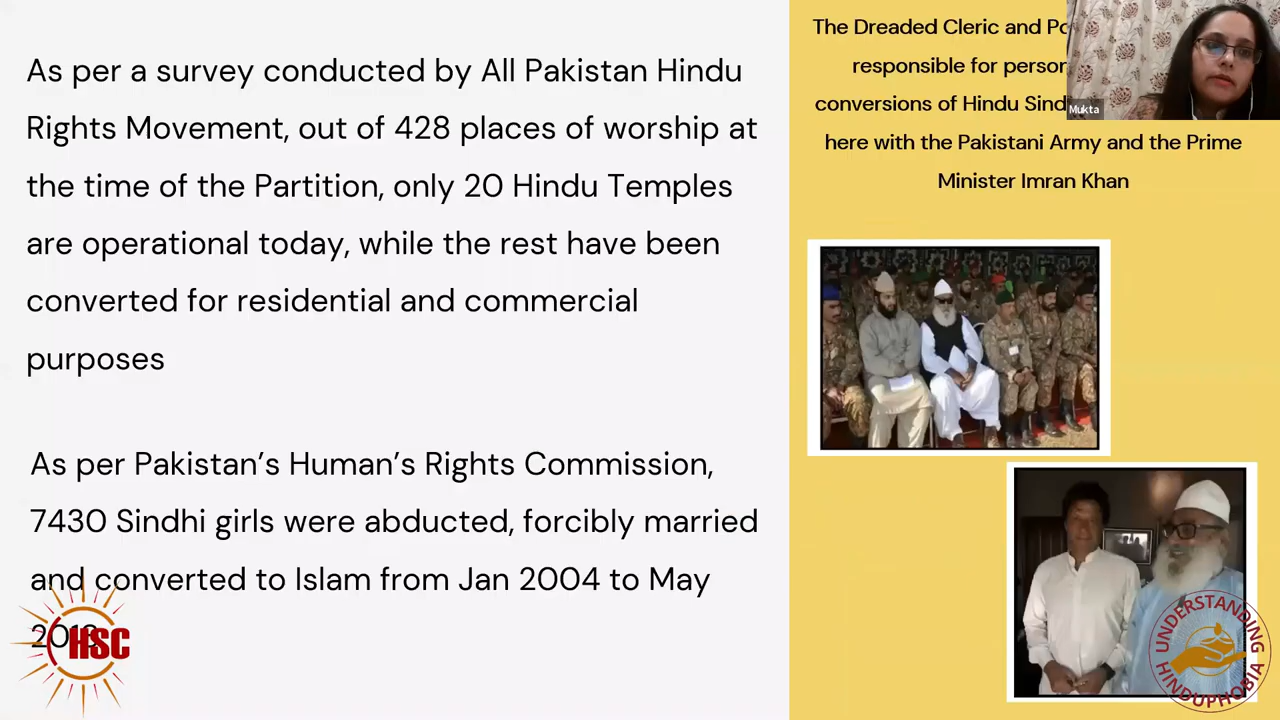 As per a survey conducted by All Pakistan Hindu
Rights Movement, out of 428 places of worship at
the time of the Partition, only 20 Hindu Temples
are operational today, while the rest have been
converted for residential and commercial
purposes
As per Pakistan's Human's Rights Commission,
7430 Sindhi girls were abducted, forcibly married
and converted to Islam from Jan 2004 to May
HSC
The Dreaded Cleric and
responsible for
conversions of Hindu
here with the Pakistani Army and the Prime
Minister Imran Khan
Mukta
UNDERSTANDING
HINDUPHOBIA